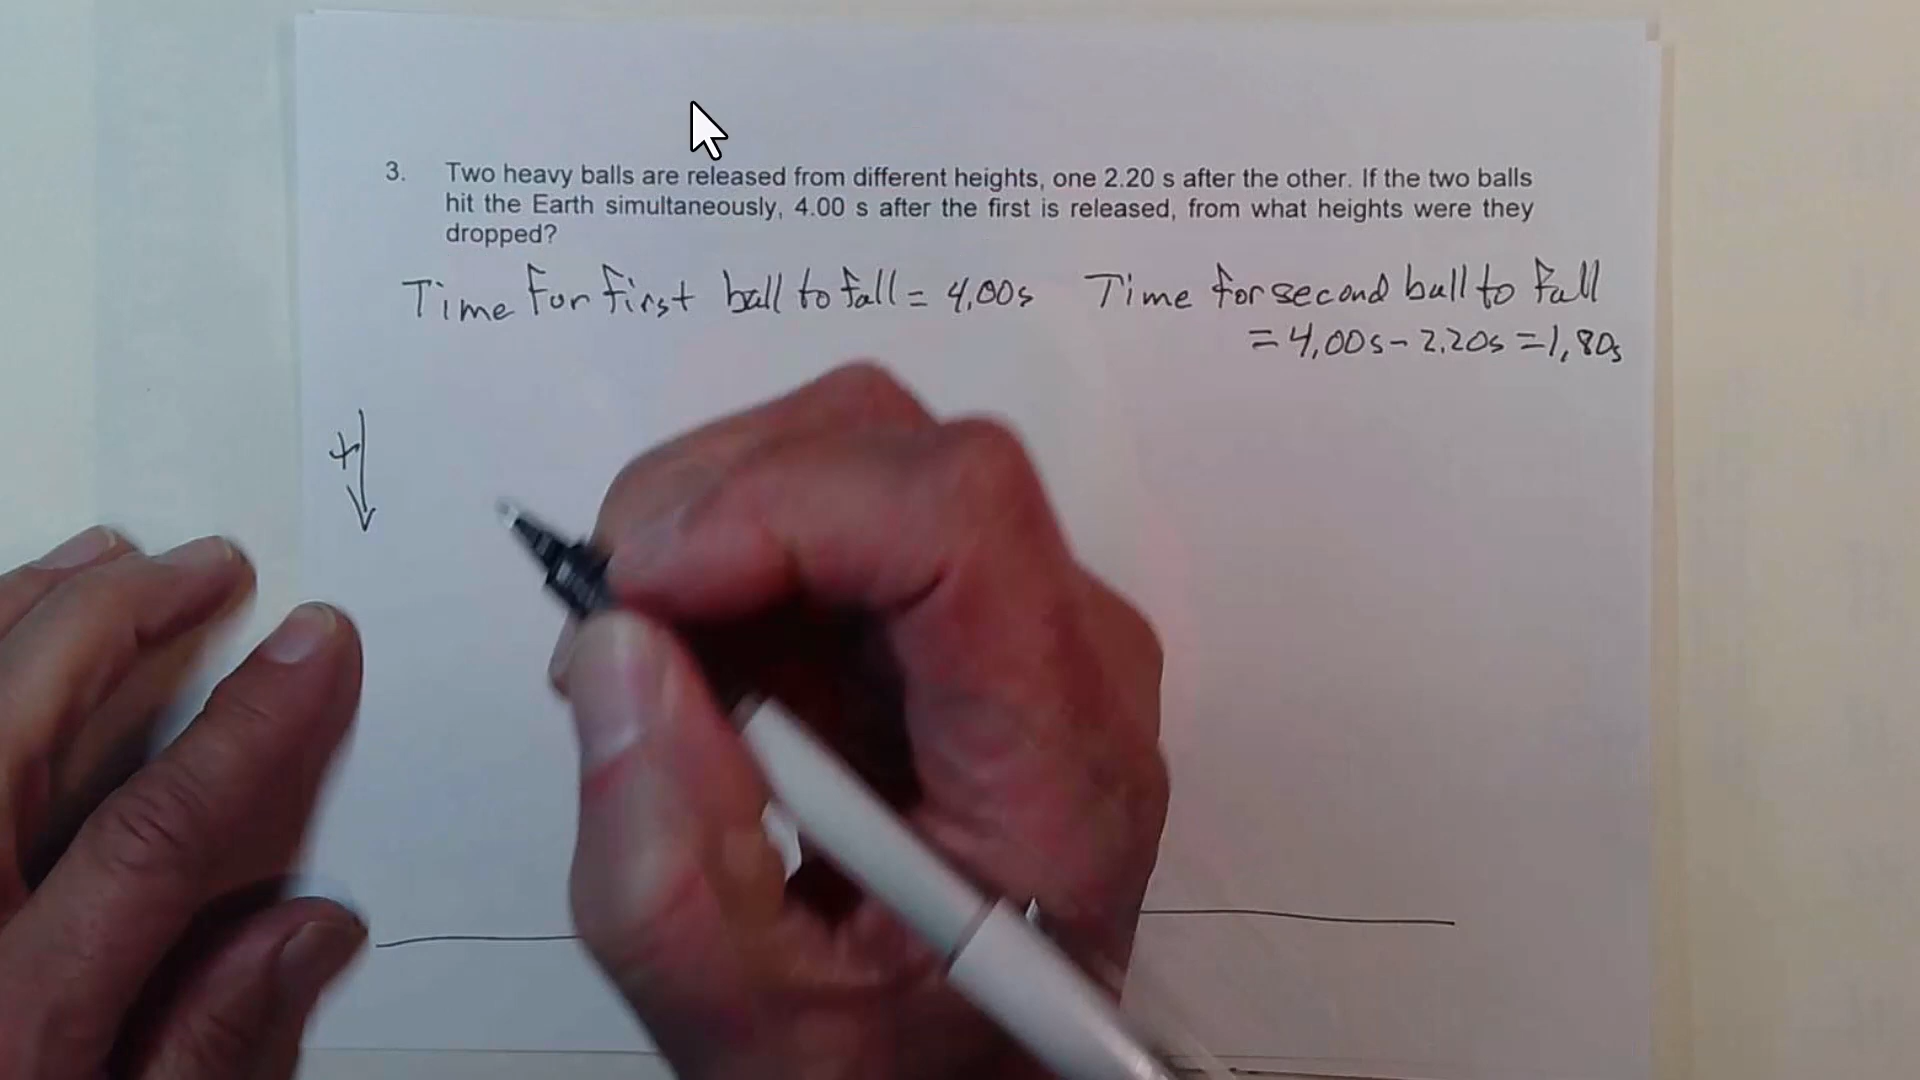 3. Two heavy balls are released from different heights, one 2.20 s after the other. If the two balls
hit the Earth simultaneously, 4.00 s after the first is released, from what heights were they
dropped?
Time for first ball to fall = 4.00s Time for second ball to fall
= 4.00s - 2.20s = 1.80s
+